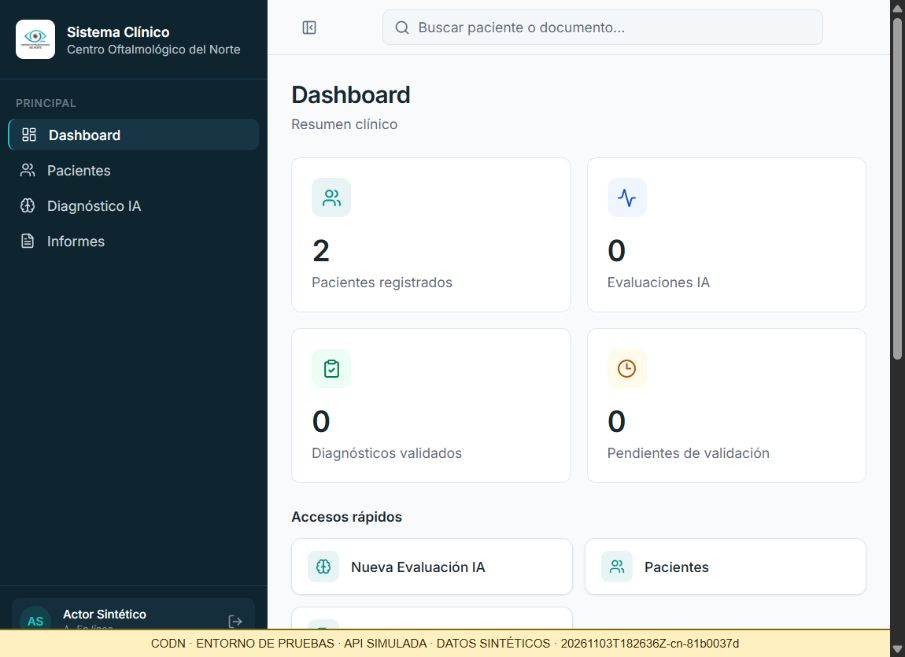 Sistema Clínico
Centro Oftalmológico del Norte
PRINCIPAL
Dashboard
Pacientes
Diagnóstico IA
Informes
AS
Actor Sintético
Buscar paciente o documento...
Dashboard
Resumen clínico
2
Pacientes registrados
0
Evaluaciones IA
0
Diagnósticos validados
0
Pendientes de validación
Accesos rápidos
Nueva Evaluación IA
Pacientes
CODN · ENTORNO DE PRUEBAS · API SIMULADA · DATOS SINTÉTICOS · 20261103T182636Z-cn-81b0037d